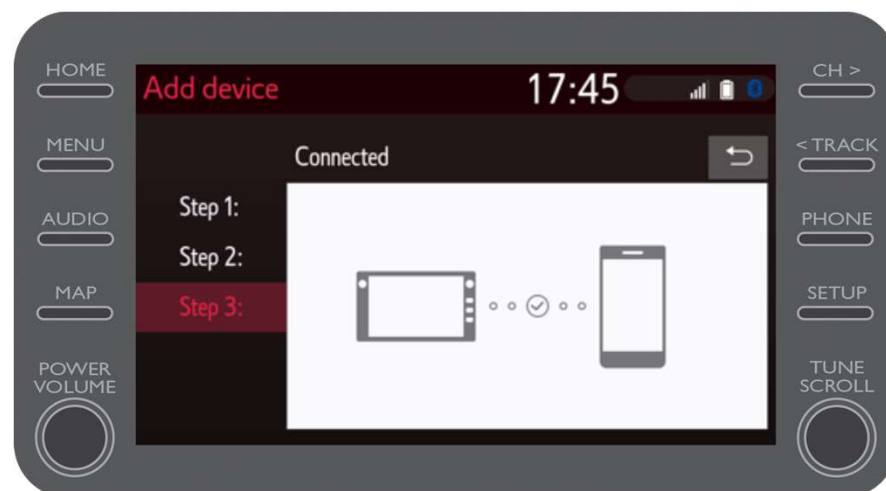 HOME
MENU
AUDIO
MAP
POWER
VOLUME
Add device
17:45
Connected
Step 1:
Step 2:
Step 3:
CH >
< TRACK
PHONE
SETUP
TUNE
SCROLL